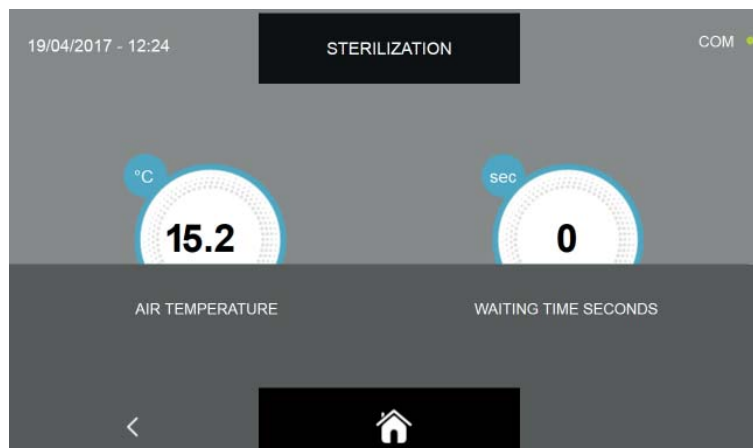 19/04/2017 - 12:24
STERILIZATION
COM
°C
sec
15.2
0
AIR TEMPERATURE
WAITING TIME SECONDS